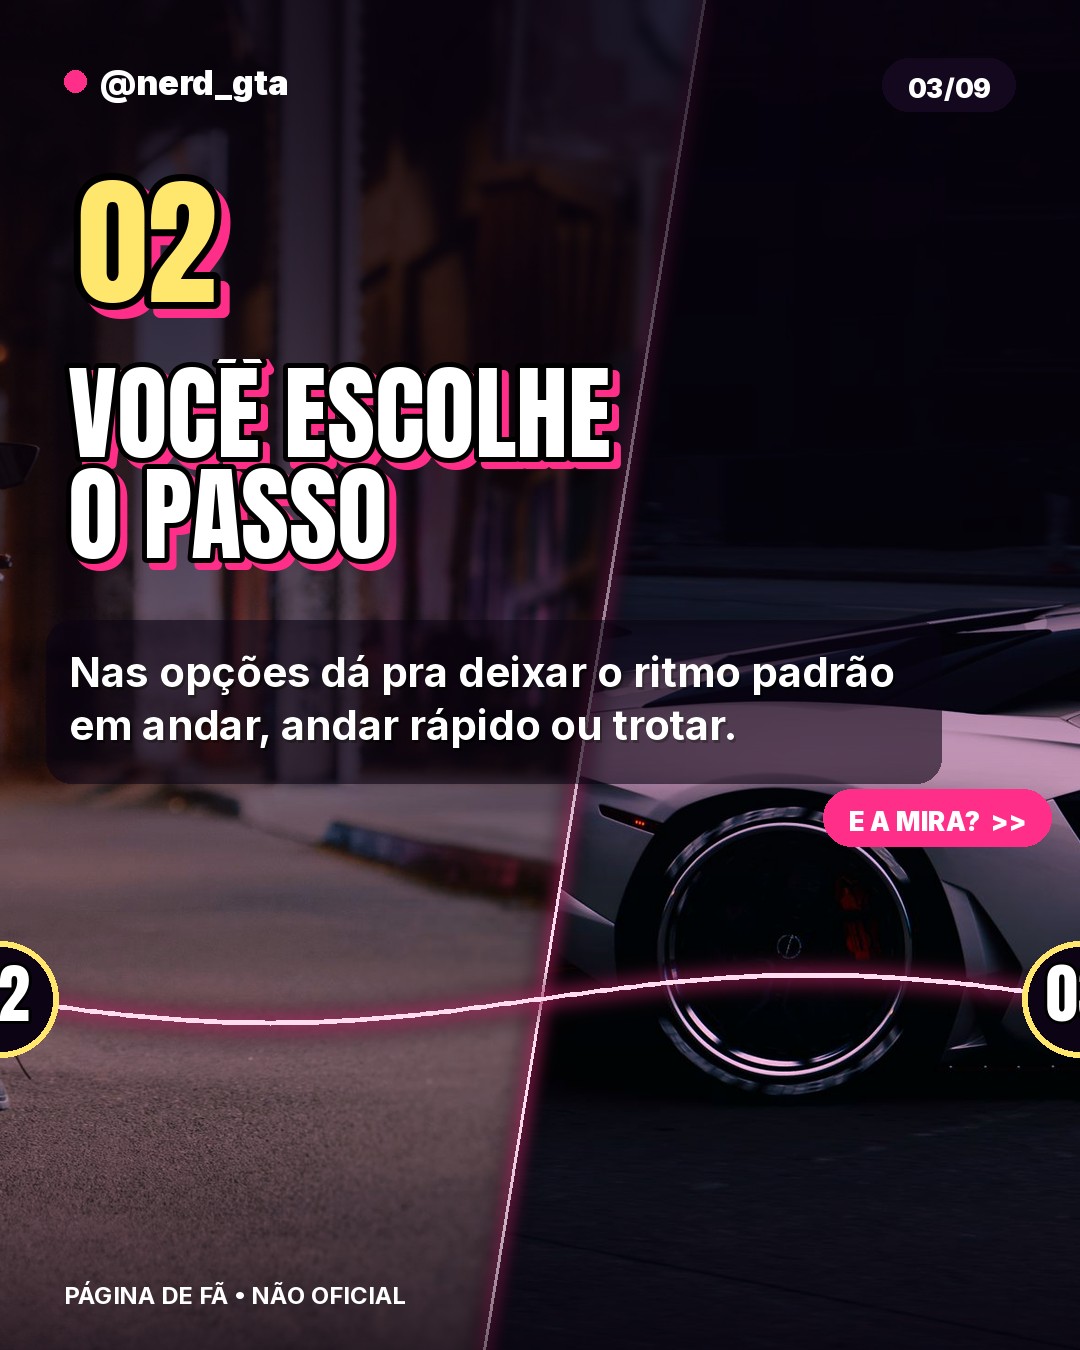 @nerd_gta
03/09
02
VOCÊ ESCOLHE
O PASSO
Nas opções dá pra deixar o ritmo padrão
em andar, andar rápido ou trotar.
E A MIRA? >>
PÁGINA DE FÃ • NÃO OFICIAL